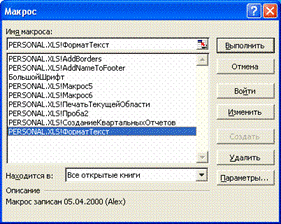 Макрос
Имя макроса:
PERSONAL.XLS!ФорматТекст
Выполнить
PERSONAL.XLS!AddBorders
PERSONAL.XLS!AddNameToFooter
БольшойШрифт
PERSONAL.XLS!Макрос5
PERSONAL.XLS!Макрос6
PERSONAL.XLS!ПечатьТекущейОбласти
PERSONAL.XLS!Проба2
PERSONAL.XLS!СозданиеКвартальныхОтчетов
PERSONAL.XLS!ФорматТекст
Отмена
Войти
Изменить
Создать
Удалить
Находится в:
Все открытые книги
Параметры...
Описание
Макрос записан 05.04.2000 (Alex)